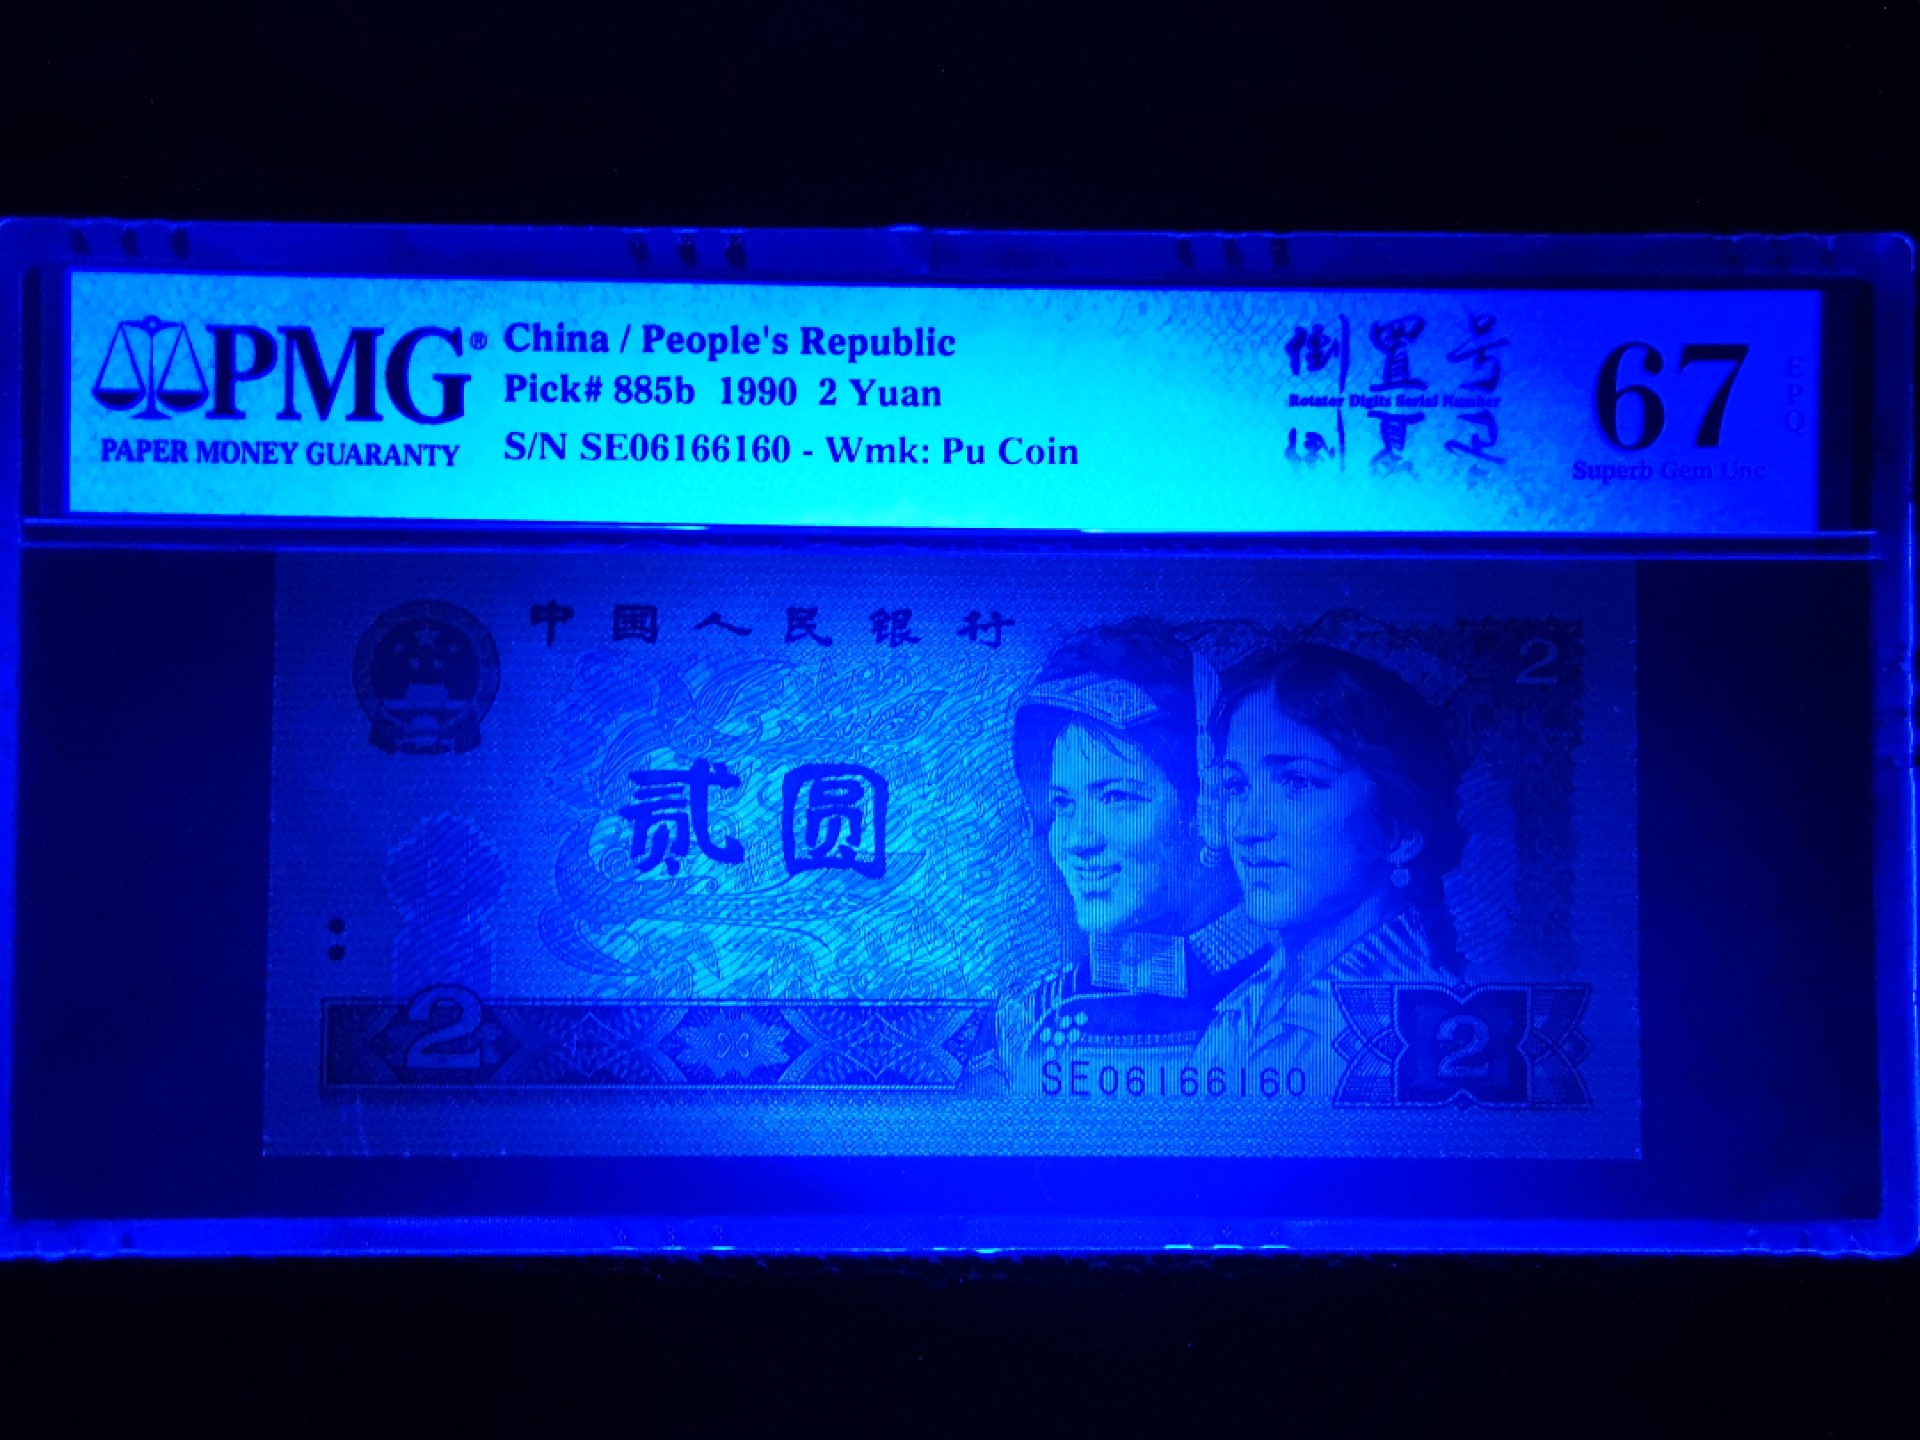 PMG®
PAPER MONEY GUARANTY
China / People's Republic
Pick# 885b 1990 2 Yuan
S/N SE06166160 - Wmk: Pu Coin
倒置号
Rotator Digits Serial Number
67
EPQ
Superb Gem Unc
中国人民银行
2
贰圆
2
SE06166160
2